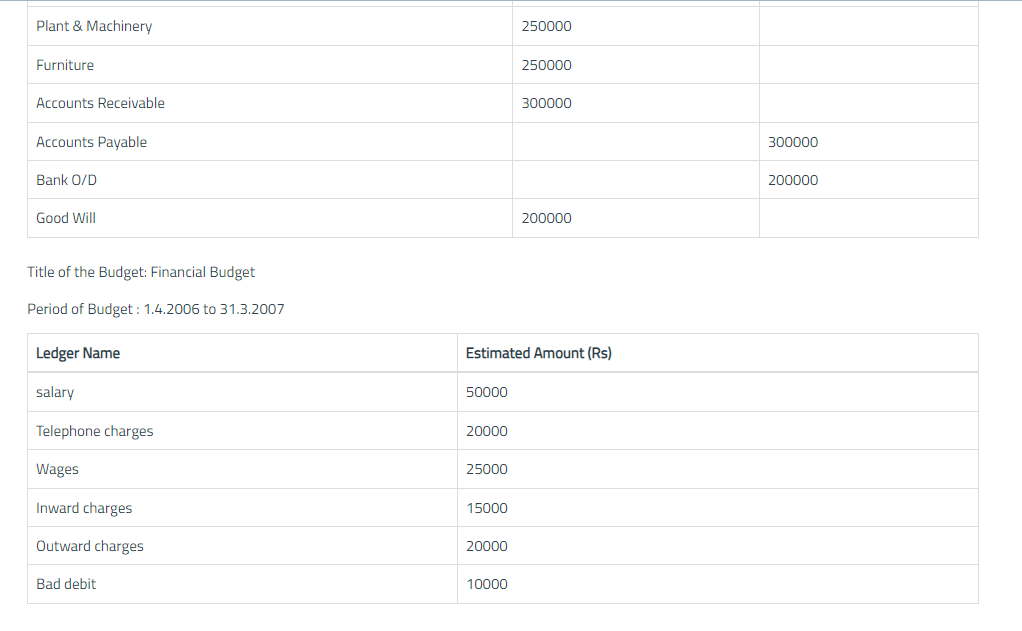 Plant & Machinery 250000
Furniture 250000
Accounts Receivable 300000
Accounts Payable 300000
Bank O/D 200000
Good Will 200000
Title of the Budget: Financial Budget
Period of Budget : 1.4.2006 to 31.3.2007
Ledger Name Estimated Amount (Rs)
salary 50000
Telephone charges 20000
Wages 25000
Inward charges 15000
Outward charges 20000
Bad debit 10000